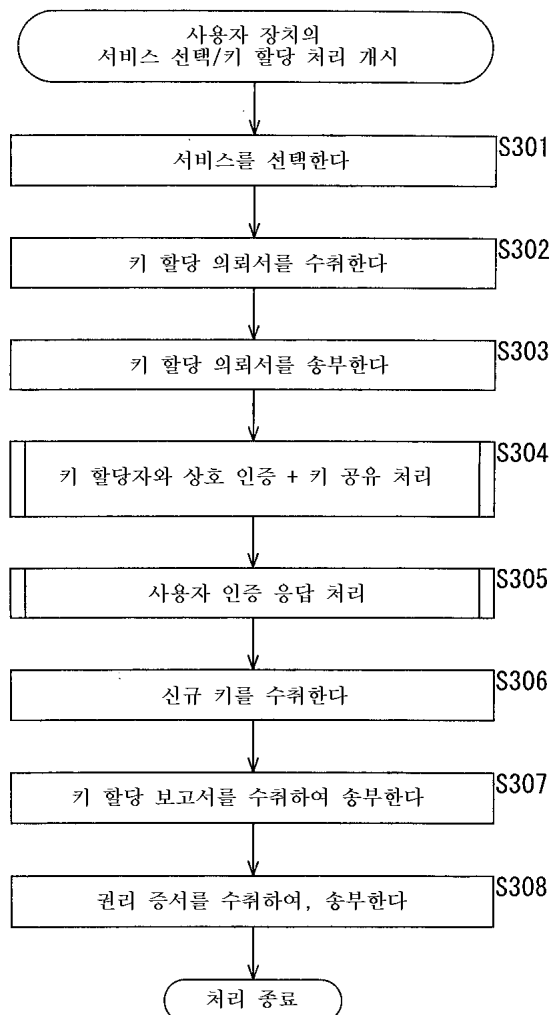 사용자 장치의
서비스 선택/키 할당 처리 개시
S301
서비스를 선택한다
S302
키 할당 의뢰서를 수취한다
S303
키 할당 의뢰서를 송부한다
S304
키 할당자와 상호 인증 + 키 공유 처리
S305
사용자 인증 응답 처리
S306
신규 키를 수취한다
S307
키 할당 보고서를 수취하여 송부한다
S308
권리 증서를 수취하여, 송부한다
처리 종료